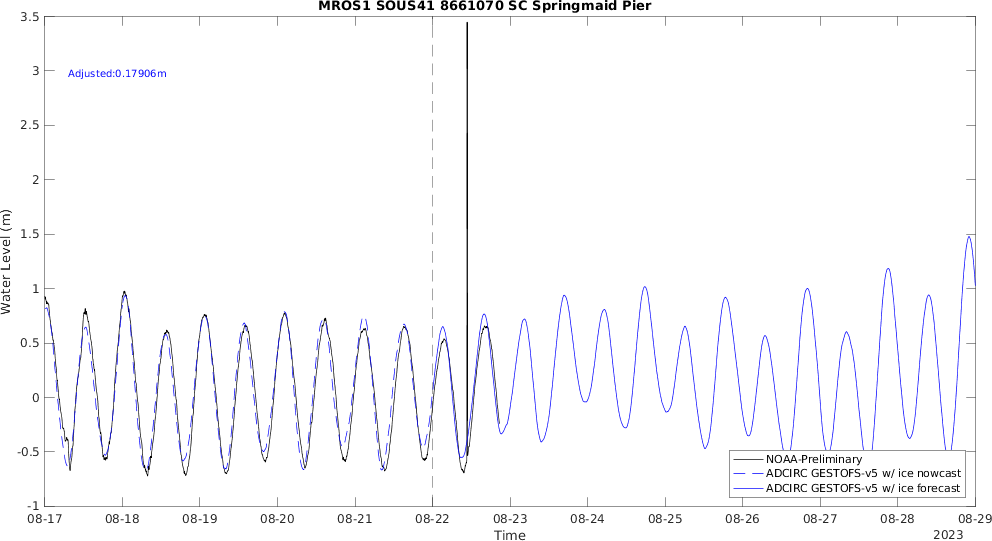 MROS1 SOUS41 8661070 SC Springmaid Pier
3.5
3
2.5
2
1.5
1
0.5
0
-0.5
-1
Water Level (m)
Adjusted:0.17906m
NOAA-Preliminary
ADCIRC GESTOFS-v5 w/ ice nowcast
ADCIRC GESTOFS-v5 w/ ice forecast
08-17 08-18 08-19 08-20 08-21 08-22 08-23 08-24 08-25 08-26 08-27 08-28 08-29
Time
2023